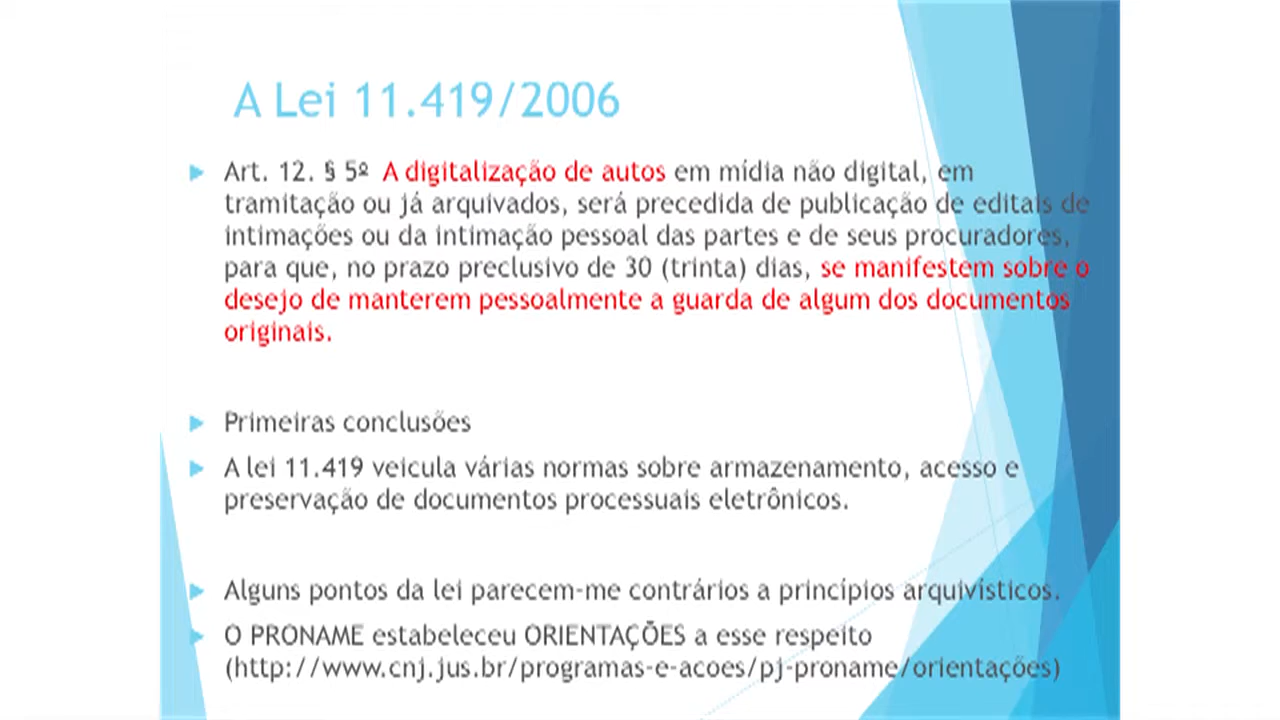 A Lei 11.419/2006
Art. 12. § 5º A digitalização de autos em mídia não digital, em
tramitação ou já arquivados, será precedida de publicação de editais de
intimações ou da intimação pessoal das partes e de seus procuradores,
para que, no prazo preclusivo de 30 (trinta) dias, se manifestem sobre o
desejo de manterem pessoalmente a guarda de algum dos documentos
originais.
Primeiras conclusões
A lei 11.419 veicula várias normas sobre armazenamento, acesso e
preservação de documentos processuais eletrônicos.
Alguns pontos da lei parecem-me contrários a princípios arquivísticos.
O PRONAME estabeleceu ORIENTAÇÕES a esse respeito
(http://www.cnj.jus.br/programas-e-acoes/pj-proname/orientações)